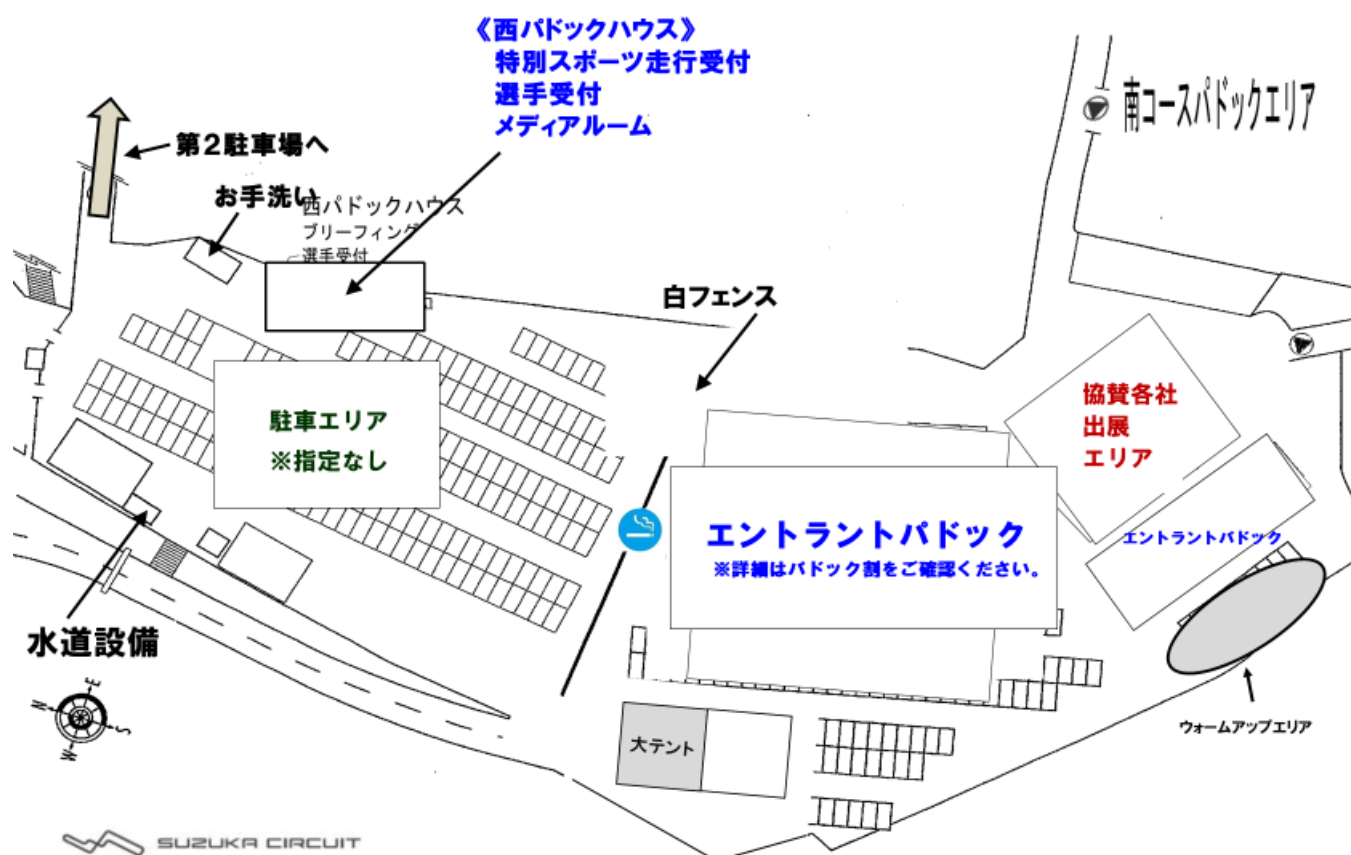 《西パドックハウス》
特別スポーツ走行受付
選手受付
メディアルーム
南コースパドックエリア
第2駐車場へ
お手洗い
西パドックハウス
ブリーフィング
選手受付
白フェンス
駐車エリア
※指定なし
協賛各社
出展
エリア
エントラントパドック
※詳細はパドック割をご確認ください。
エントラントパドック
水道設備
N
E
S
W
大テント
ウォームアップエリア
SUZUKA CIRCUIT